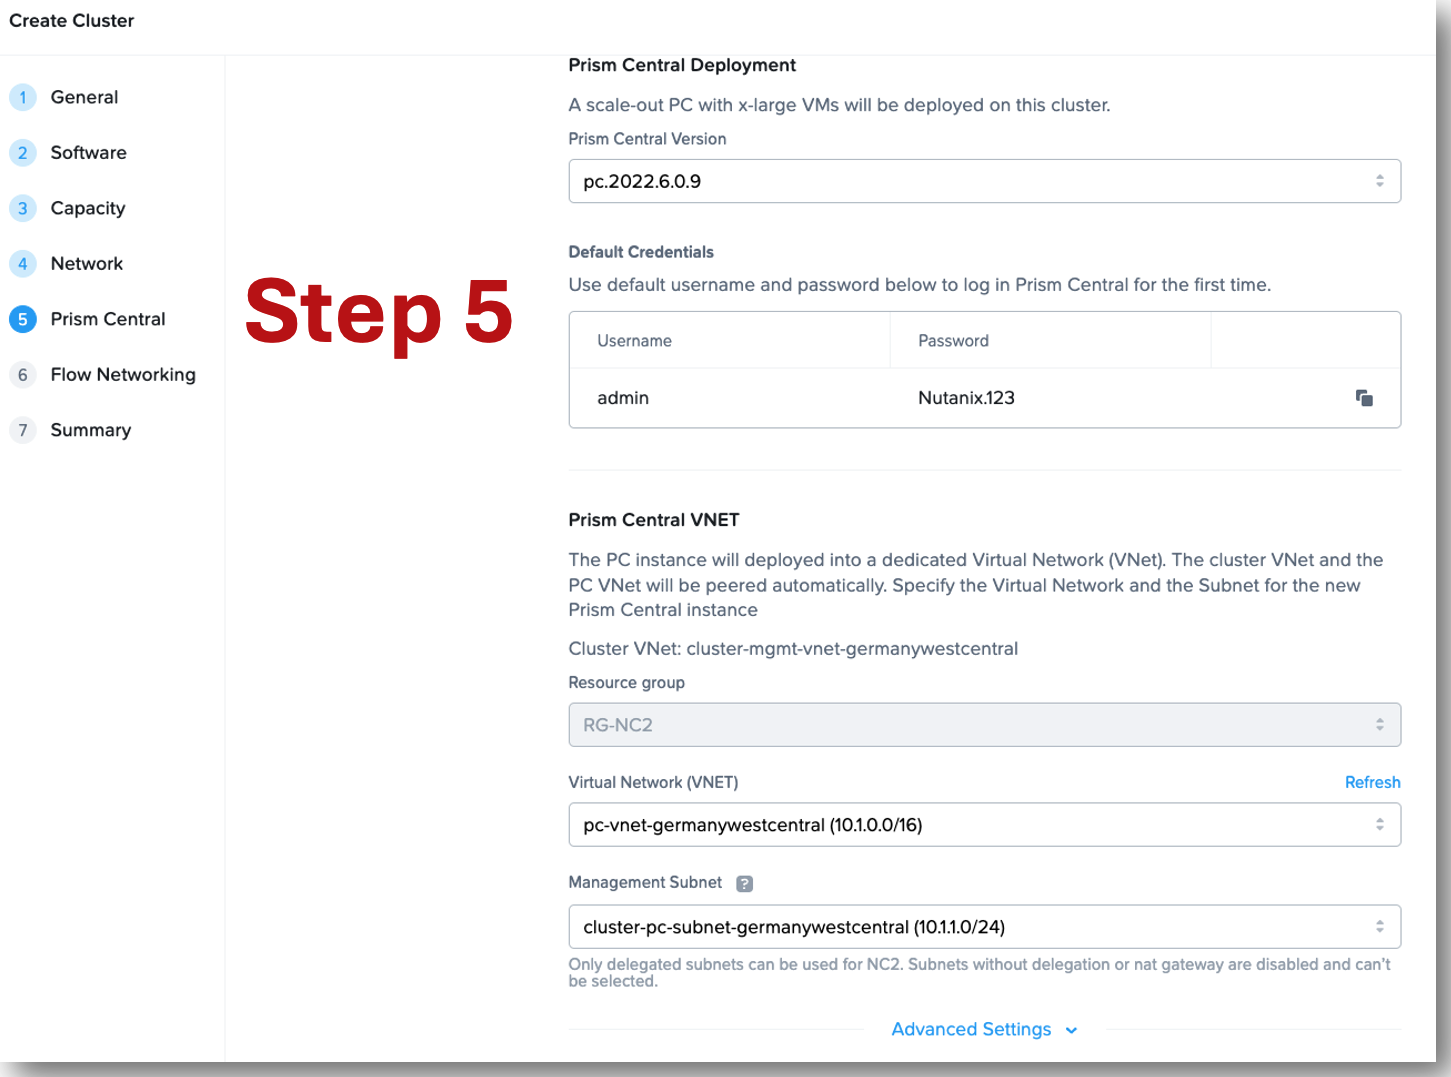 Create Cluster
1 General
2 Software
3 Capacity
4 Network
5 Prism Central
6 Flow Networking
7 Summary
Step 5
Prism Central Deployment
A scale-out PC with x-large VMs will be deployed on this cluster.
Prism Central Version
pc.2022.6.0.9
Default Credentials
Use default username and password below to log in Prism Central for the first time.
Username Password
admin Nutanix.123
Prism Central VNET
The PC instance will deployed into a dedicated Virtual Network (VNet). The cluster VNet and the
PC VNet will be peered automatically. Specify the Virtual Network and the Subnet for the new
Prism Central instance
Cluster VNet: cluster-mgmt-vnet-germanywestcentral
Resource group
RG-NC2
Virtual Network (VNET) Refresh
pc-vnet-germanywestcentral (10.1.0.0/16)
Management Subnet ?
cluster-pc-subnet-germanywestcentral (10.1.1.0/24)
Only delegated subnets can be used for NC2. Subnets without delegation or nat gateway are disabled and can't
be selected.
Advanced Settings